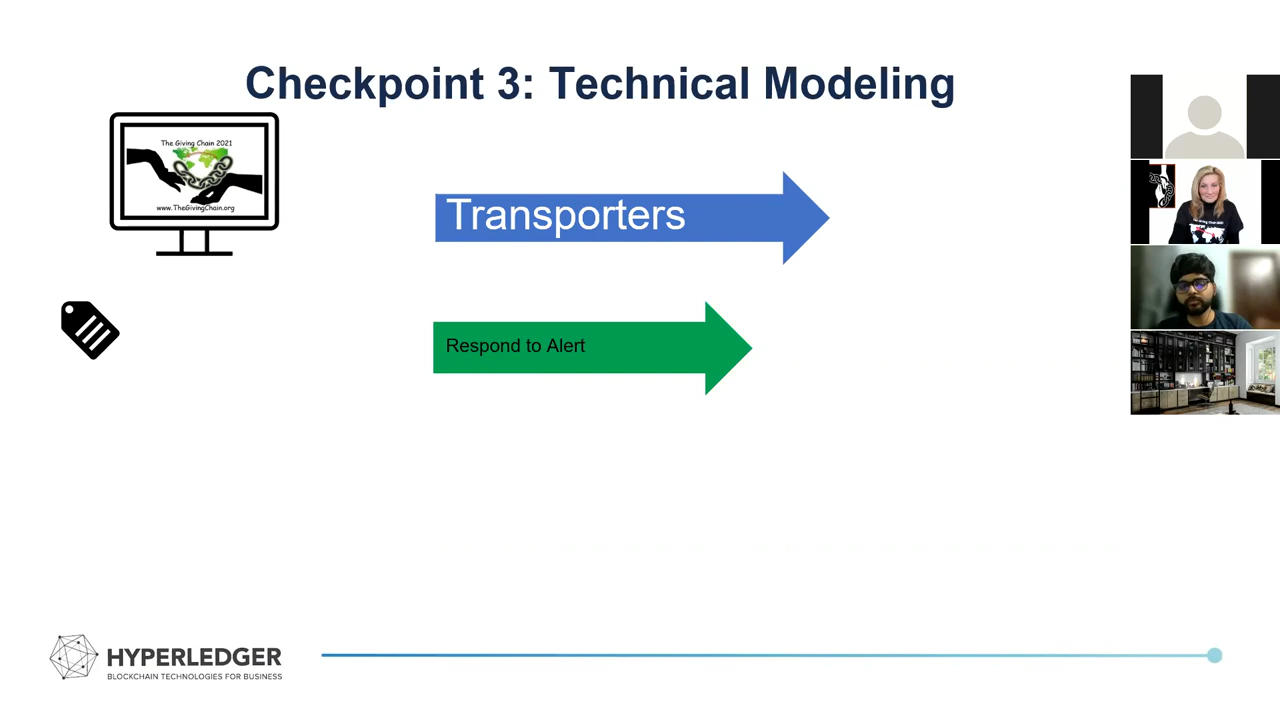 Checkpoint 3: Technical Modeling
The Giving Chain 2021
www.TheGivingChain.org
Transporters
Respond to Alert
HYPERLEDGER
BLOCKCHAIN TECHNOLOGIES FOR BUSINESS